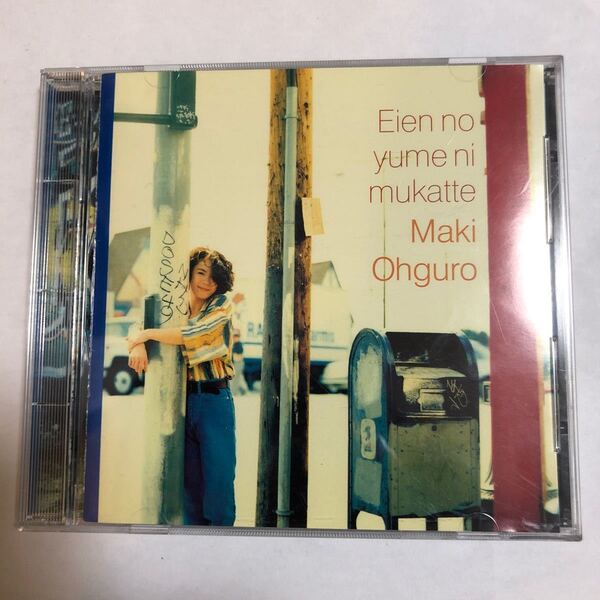 Eien no
yume ni
mukatte
Maki
Ohguro